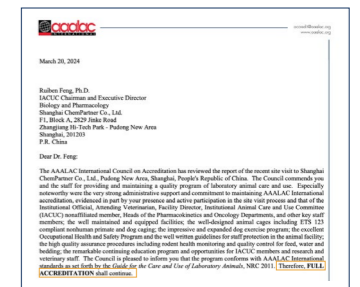 aaalac
INTERNATIONAL
accredit@aaalac.org
www.aaalac.org
March 20, 2024
Ruiben Feng, Ph.D.
IACUC Chairman and Executive Director
Biology and Pharmacology
Shanghai ChemPartner Co., Ltd.
F1, Block A, 2829 Jinke Road
Zhangjiang Hi-Tech Park - Pudong New Area
Shanghai, 201203
P.R. China
Dear Dr. Feng:
The AAALAC International Council on Accreditation has reviewed the report of the recent site visit to Shanghai
ChemPartner Co., Ltd., Pudong New Area, Shanghai, People's Republic of China. The Council commends you
and the staff for providing and maintaining a quality program of laboratory animal care and use. Especially
noteworthy were the very strong administrative support and commitment to maintaining AAALAC International
accreditation, evidenced in part by your presence and active participation in the site visit process and that of the
Institutional Official, Attending Veterinarian, Facility Director, Institutional Animal Care and Use Committee
(IACUC) nonaffiliated member, Heads of the Pharmacokinetics and Oncology Departments, and other key staff
members; the well maintained and equipped facilities; the well-designed animal cages including ETS 123
compliant nonhuman primate and dog caging; the impressive and expanded dog exercise program; the excellent
Occupational Health and Safety Program and the well written guidelines for staff protection in the animal facility;
the high quality assurance procedures including rodent health monitoring and quality control for feed, water and
bedding; the remarkable continuing education program and opportunities for IACUC members and research and
veterinary staff. The Council is pleased to inform you that the program conforms with AAALAC International
standards as set forth by the Guide for the Care and Use of Laboratory Animals, NRC 2011. Therefore, FULL
ACCREDITATION shall continue.